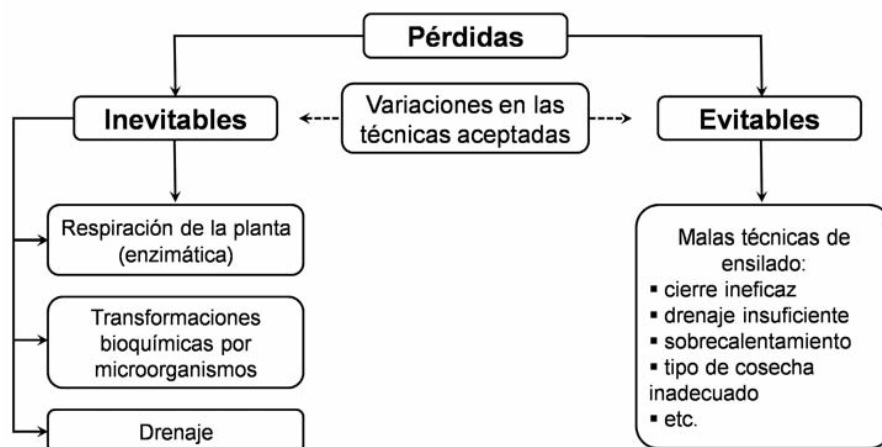 Pérdidas
Inevitables
Variaciones en las
técnicas aceptadas
Evitables
Respiración de la planta
(enzimática)
Transformaciones
bioquímicas por
microorganismos
Drenaje
Malas técnicas de
ensilado:
▪ cierre ineficaz
▪ drenaje insuficiente
▪ sobrecalentamiento
▪ tipo de cosecha
inadecuado
▪ etc.